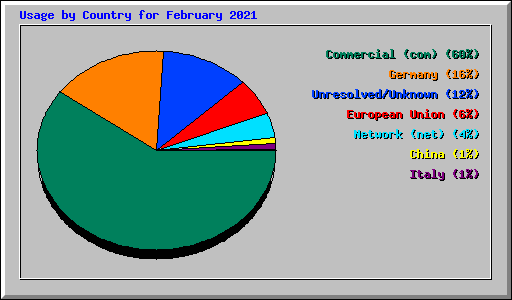 Usage by Country for February 2021
Commercial (com) (60%)
Germany (16%)
Unresolved/Unknown (12%)
European Union (6%)
Network (net) (4%)
China (1%)
Italy (1%)